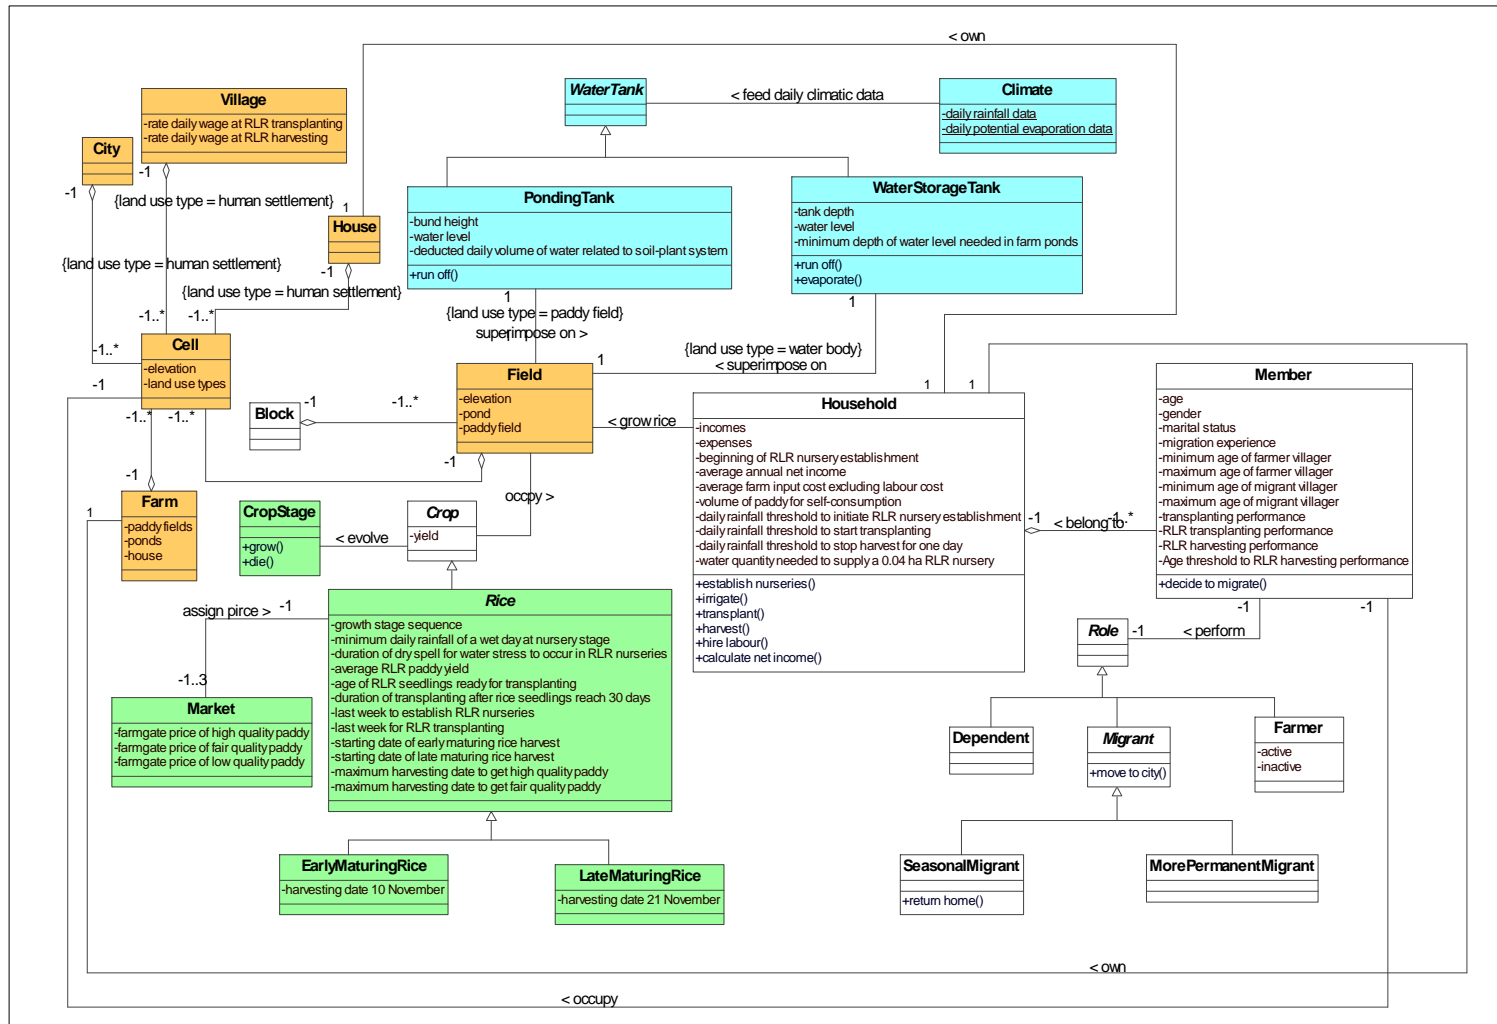 < own
WaterTank
< feed daily climatic data
Climate
-daily rainfall data
-daily potential evaporation data
Village
-rate daily wage at RLR transplanting
-rate daily wage at RLR harvesting
City
-1
-1
{land use type = human settlement}
1
House
-1
{land use type = human settlement}
{land use type = human settlement}
-1..*
-1..*
-1..*
PondingTank
-bund height
-water level
-deducted daily volume of water related to soil-plant system
+run off()
WaterStorageTank
-tank depth
-water level
-minimum depth of water level needed in farm ponds
+run off()
+evaporate()
1
{land use type = paddy field}
superimpose on >
1
1
{land use type = water body}
< superimpose on
1
Cell
-elevation
-land use types
-1
-1..*
-1..*
-1
Farm
-paddy fields
-ponds
-house
1
Block
-1
-1..*
Field
-elevation
-pond
-paddy field
-1
< grow rice
occpy >
CropStage
+grow()
+die()
< evolve
Crop
-yield
1
1
Household
-incomes
-expenses
-beginning of RLR nursery establishment
-average annual net income
-average farm input cost excluding labour cost
-volume of paddy for self-consumption
-daily rainfall threshold to initiate RLR nursery establishment
-daily rainfall threshold to start transplanting
-daily rainfall threshold to stop harvest for one day
-water quantity needed to supply a 0.04 ha RLR nursery
+establish nurseries()
+irrigate()
+transplant()
+harvest()
+hire labour()
+calculate net income()
-1
< belong to
-1..*
Member
-age
-gender
-marital status
-migration experience
-minimum age of farmer villager
-maximum age of farmer villager
-minimum age of migrant villager
-maximum age of migrant villager
-transplanting performance
-RLR transplanting performance
-RLR harvesting performance
-Age threshold to RLR harvesting performance
+decide to migrate()
-1
-1
Role
-1
< perform
assign pirce >
-1
-1..3
Market
-farmgate price of high quality paddy
-farmgate price of fair quality paddy
-farmgate price of low quality paddy
Rice
-growth stage sequence
-minimum daily rainfall of a wet day at nursery stage
-duration of dry spell for water stress to occur in RLR nurseries
-average RLR paddy yield
-age of RLR seedlings ready for transplanting
-duration of transplanting after rice seedlings reach 30 days
-last week to establish RLR nurseries
-last week for RLR transplanting
-starting date of early maturing rice harvest
-starting date of late maturing rice harvest
-maximum harvesting date to get high quality paddy
-maximum harvesting date to get fair quality paddy
Dependent
Migrant
+move to city()
Farmer
-active
-inactive
EarlyMaturingRice
-harvesting date 10 November
LateMaturingRice
-harvesting date 21 November
SeasonalMigrant
+return home()
MorePermanentMigrant
< own
< occupy